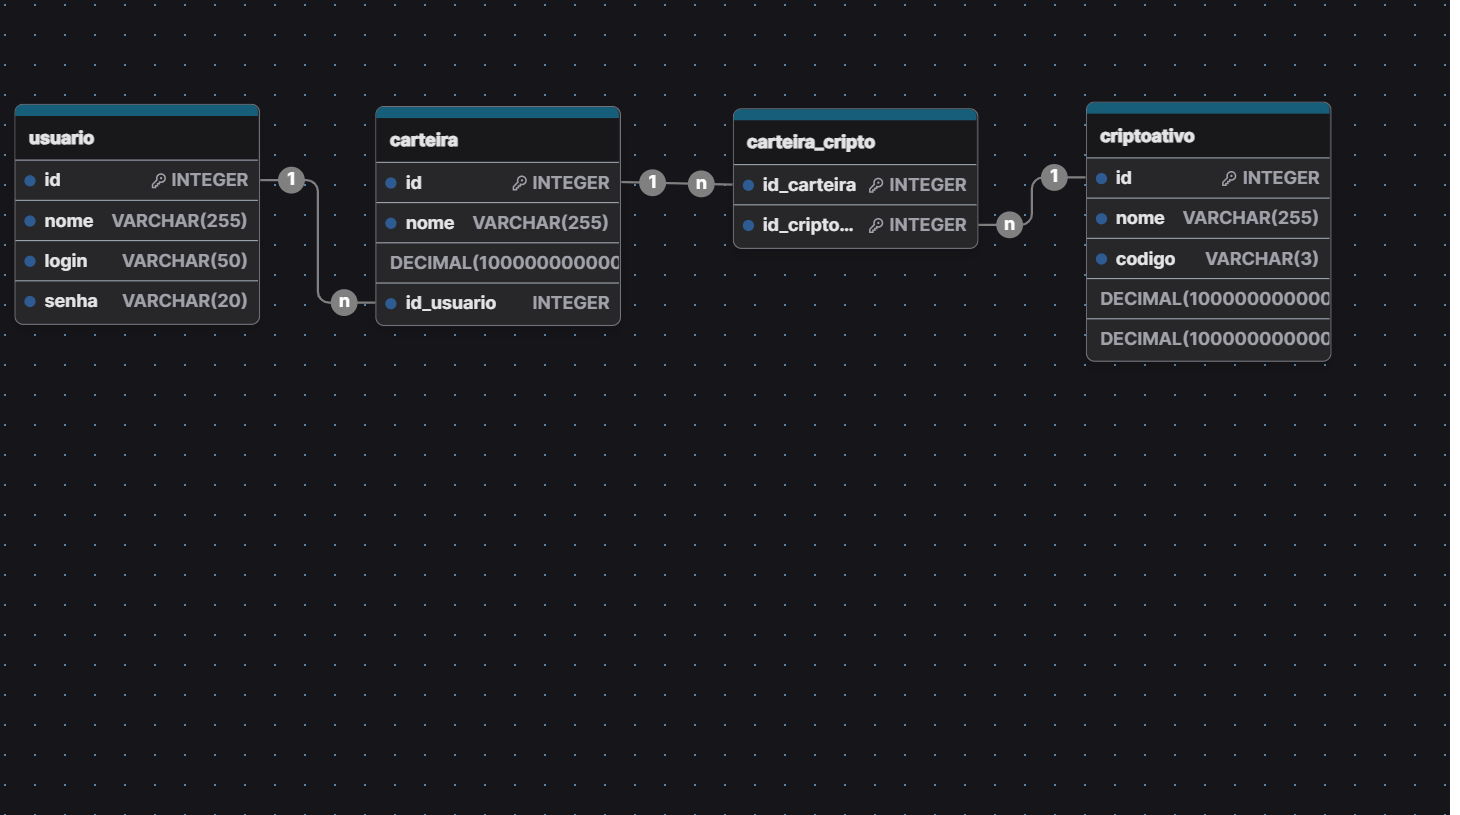 usuario
id INTEGER
nome VARCHAR(255)
login VARCHAR(50)
senha VARCHAR(20)
1
n
carteira
id INTEGER
nome VARCHAR(255)
DECIMAL(100000000000
id_usuario INTEGER
1
n
carteira_cripto
id_carteira INTEGER
id_cripto... INTEGER
n
1
criptoativo
id INTEGER
nome VARCHAR(255)
codigo VARCHAR(3)
DECIMAL(100000000000
DECIMAL(100000000000